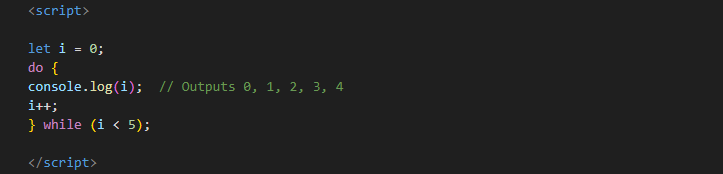 <script>
let i = 0;
do {
console.log(i);  // Outputs 0, 1, 2, 3, 4
i++;
} while (i < 5);
</script>